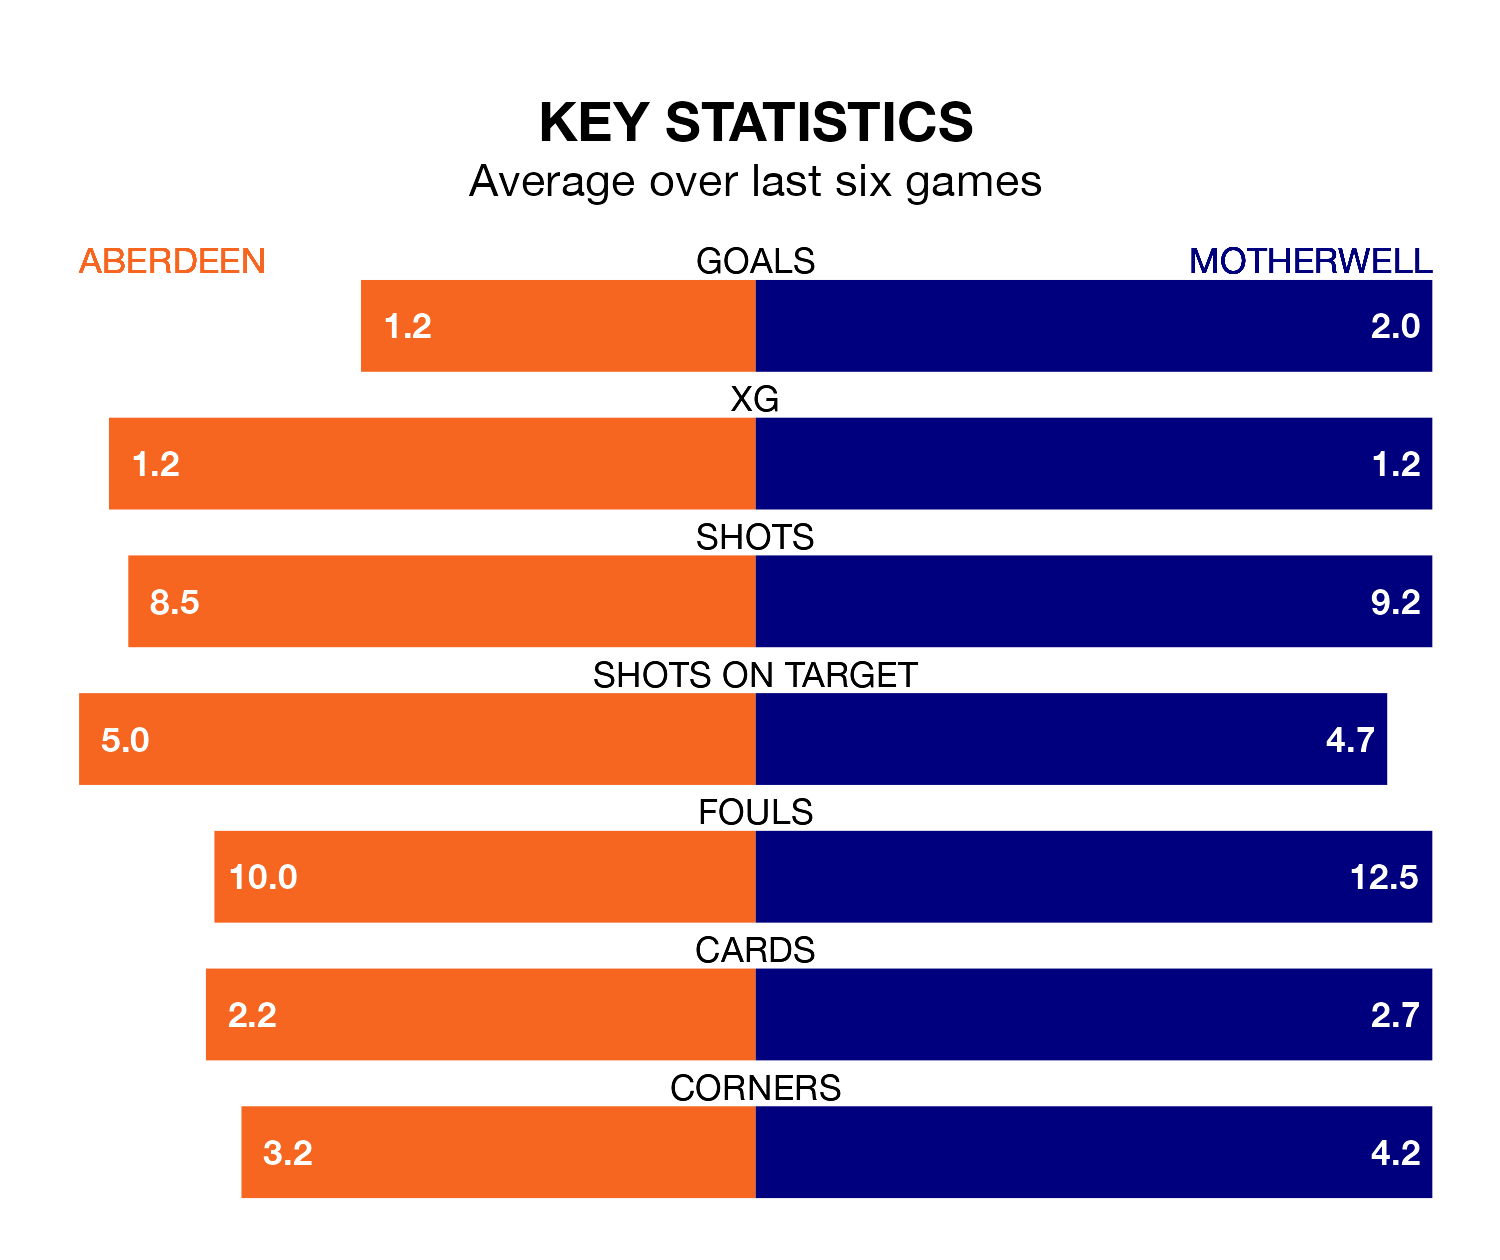 KEY STATISTICS
Average over last six games
ABERDEEN GOALS MOTHERWELL
1.2 2.0
XG
1.2 1.2
SHOTS
8.5 9.2
SHOTS ON TARGET
5.0 4.7
FOULS
10.0 12.5
CARDS
2.2 2.7
CORNERS
3.2 4.2